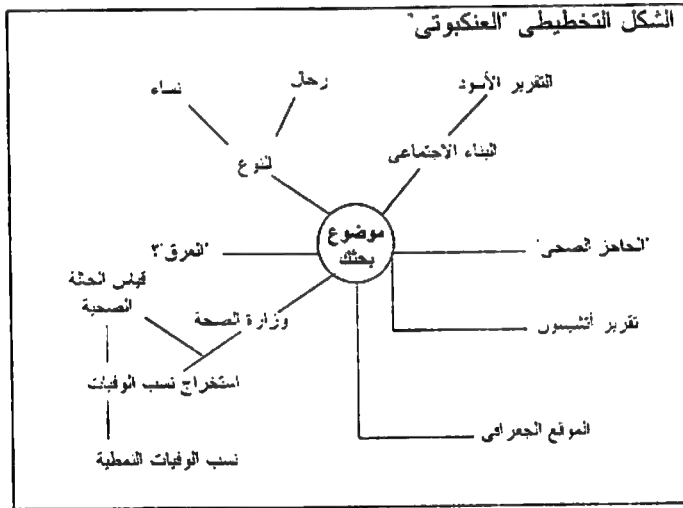 الشكل التخطيطى "العنكبوتى"
التقرير الأسود
رجال
نساء
البناء الاجتماعى
النوع
موضوع
بحثك
"الحاجز الصحى"
"العرق"؟
قياس الحالة
الصحية
وزارة الصحة
تقرير أتشيسون
استخراج نسب الوفيات
الموقع الجغرافى
نسب الوفيات النمطية